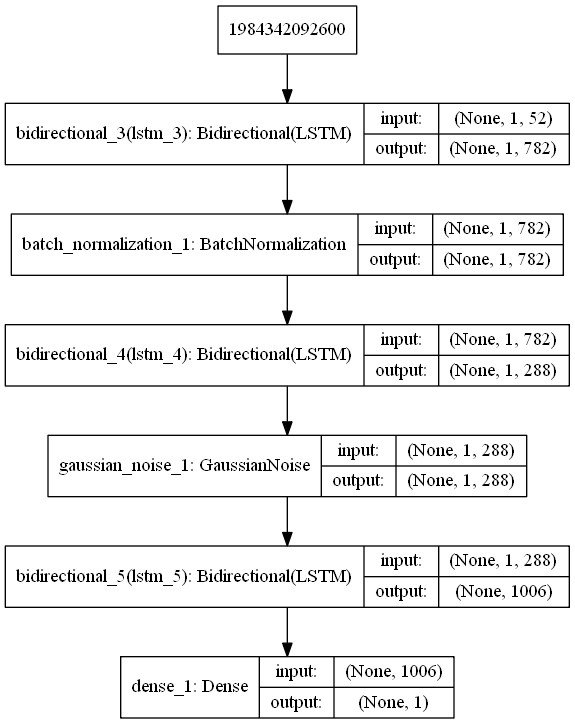 1984342092600
bidirectional_3(lstm_3): Bidirectional(LSTM)
input: (None, 1, 52)
output: (None, 1, 782)
batch_normalization_1: BatchNormalization
input: (None, 1, 782)
output: (None, 1, 782)
bidirectional_4(lstm_4): Bidirectional(LSTM)
input: (None, 1, 782)
output: (None, 1, 288)
gaussian_noise_1: GaussianNoise
input: (None, 1, 288)
output: (None, 1, 288)
bidirectional_5(lstm_5): Bidirectional(LSTM)
input: (None, 1, 288)
output: (None, 1006)
dense_1: Dense
input: (None, 1006)
output: (None, 1)